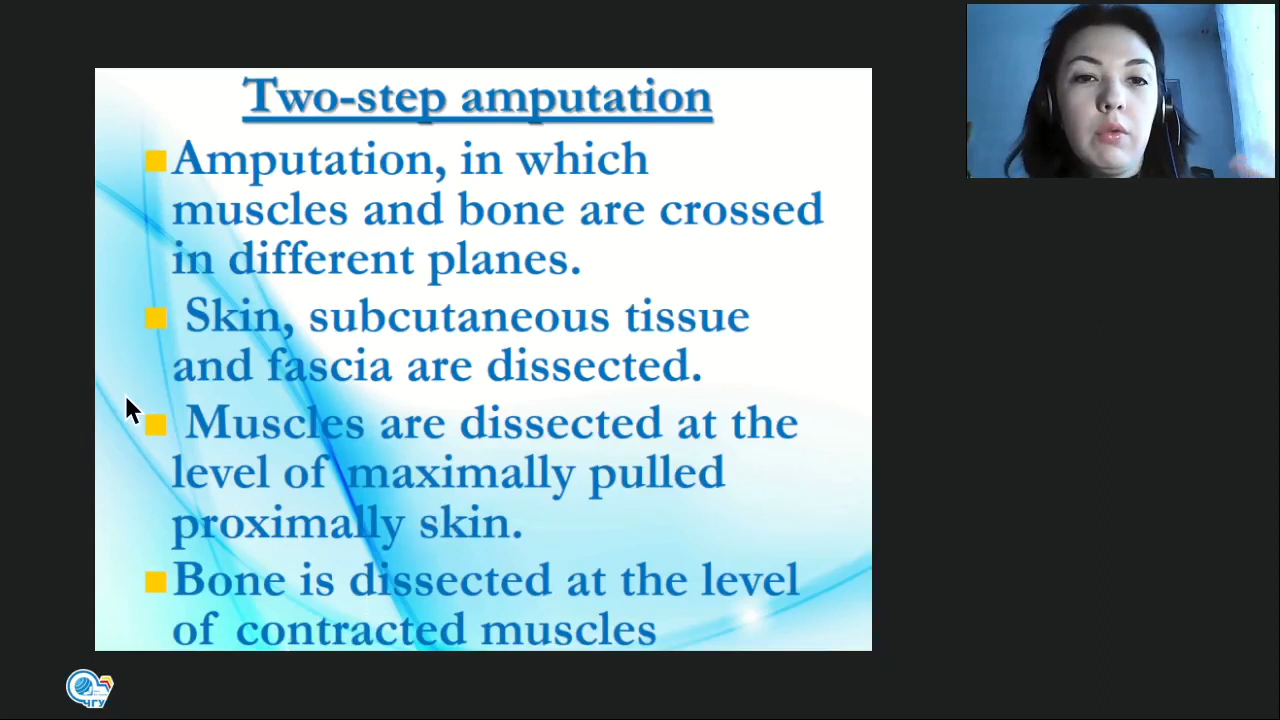 Two-step amputation
Amputation, in which
muscles and bone are crossed
in different planes.
Skin, subcutaneous tissue
and fascia are dissected.
Muscles are dissected at the
level of maximally pulled
proximally skin.
Bone is dissected at the level
of contracted muscles
ЧГУ